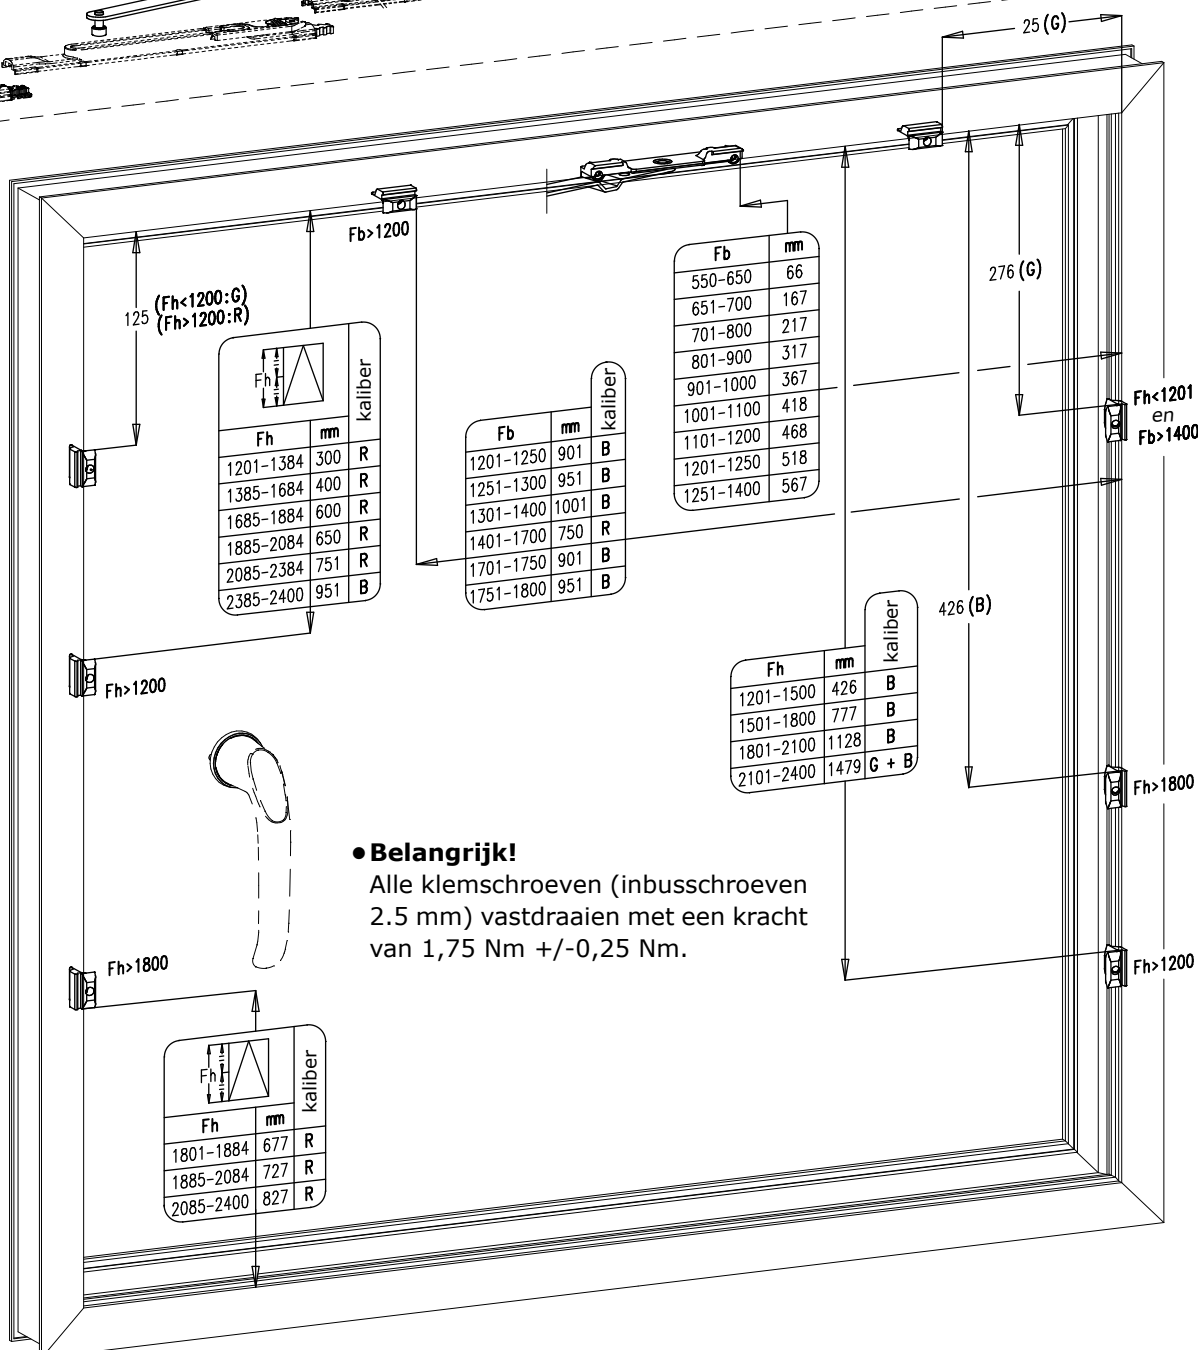 25 (G)
Fb>1200
125 (Fh<1200:G)
(Fh>1200:R)
276 (G)
Fb mm
550-650 66
651-700 167
701-800 217
801-900 317
901-1000 367
1001-1100 418
1101-1200 468
1201-1250 518
1251-1400 567
Fh
kaliber
Fh mm
1201-1384 300 R
1385-1684 400 R
1685-1884 600 R
1885-2084 650 R
2085-2384 751 R
2385-2400 951 B
kaliber
Fb mm
1201-1250 901 B
1251-1300 951 B
1301-1400 1001 B
1401-1700 750 R
1701-1750 901 B
1751-1800 951 B
Fh<1201
en
Fb>1400
426 (B)
kaliber
Fh mm
1201-1500 426 B
1501-1800 777 B
1801-2100 1128 B
2101-2400 1479 G + B
Fh>1200
Fh>1800
• Belangrijk!
Alle klemschroeven (inbusschroeven
2.5 mm) vastdraaien met een kracht
van 1,75 Nm +/-0,25 Nm.
Fh>1800
Fh>1200
Fh
kaliber
Fh mm
1801-1884 677 R
1885-2084 727 R
2085-2400 827 R